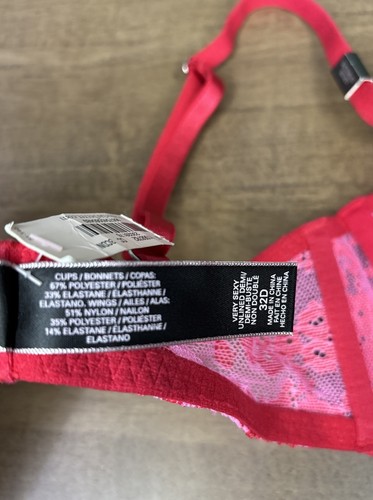 CUPS / BONNETS / COPAS:
67% POLYESTER / POLIÉSTER
33% ELASTANE / ÉLASTHANNE /
ELASTANO, WINGS / AILES / ALAS:
51% NYLON / NAILON
35% POLYESTER / POLIÉSTER
14% ELASTANE / ÉLASTHANNE /
ELASTANO
VERY SEXY
UNLINED DEMI /
DEMI-BUSTE
NON DOUBLÉ
32D
MADE IN CHINA
FAIT EN CHINE
HECHO EN CHINA